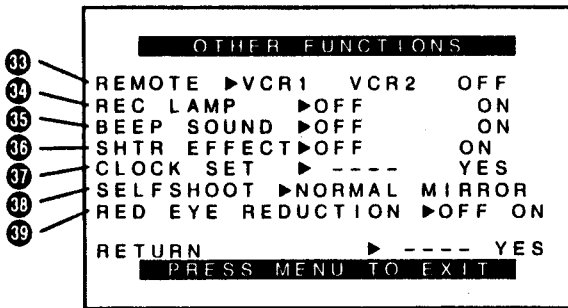 OTHER FUNCTIONS
33 REMOTE ▶VCR1 VCR2 OFF
34 REC LAMP ▶OFF ON
35 BEEP SOUND ▶OFF ON
36 SHTR EFFECT▶OFF ON
37 CLOCK SET ▶ ---- YES
38 SELFSHOOT ▶NORMAL MIRROR
39 RED EYE REDUCTION ▶OFF ON
RETURN ▶ ---- YES
PRESS MENU TO EXIT